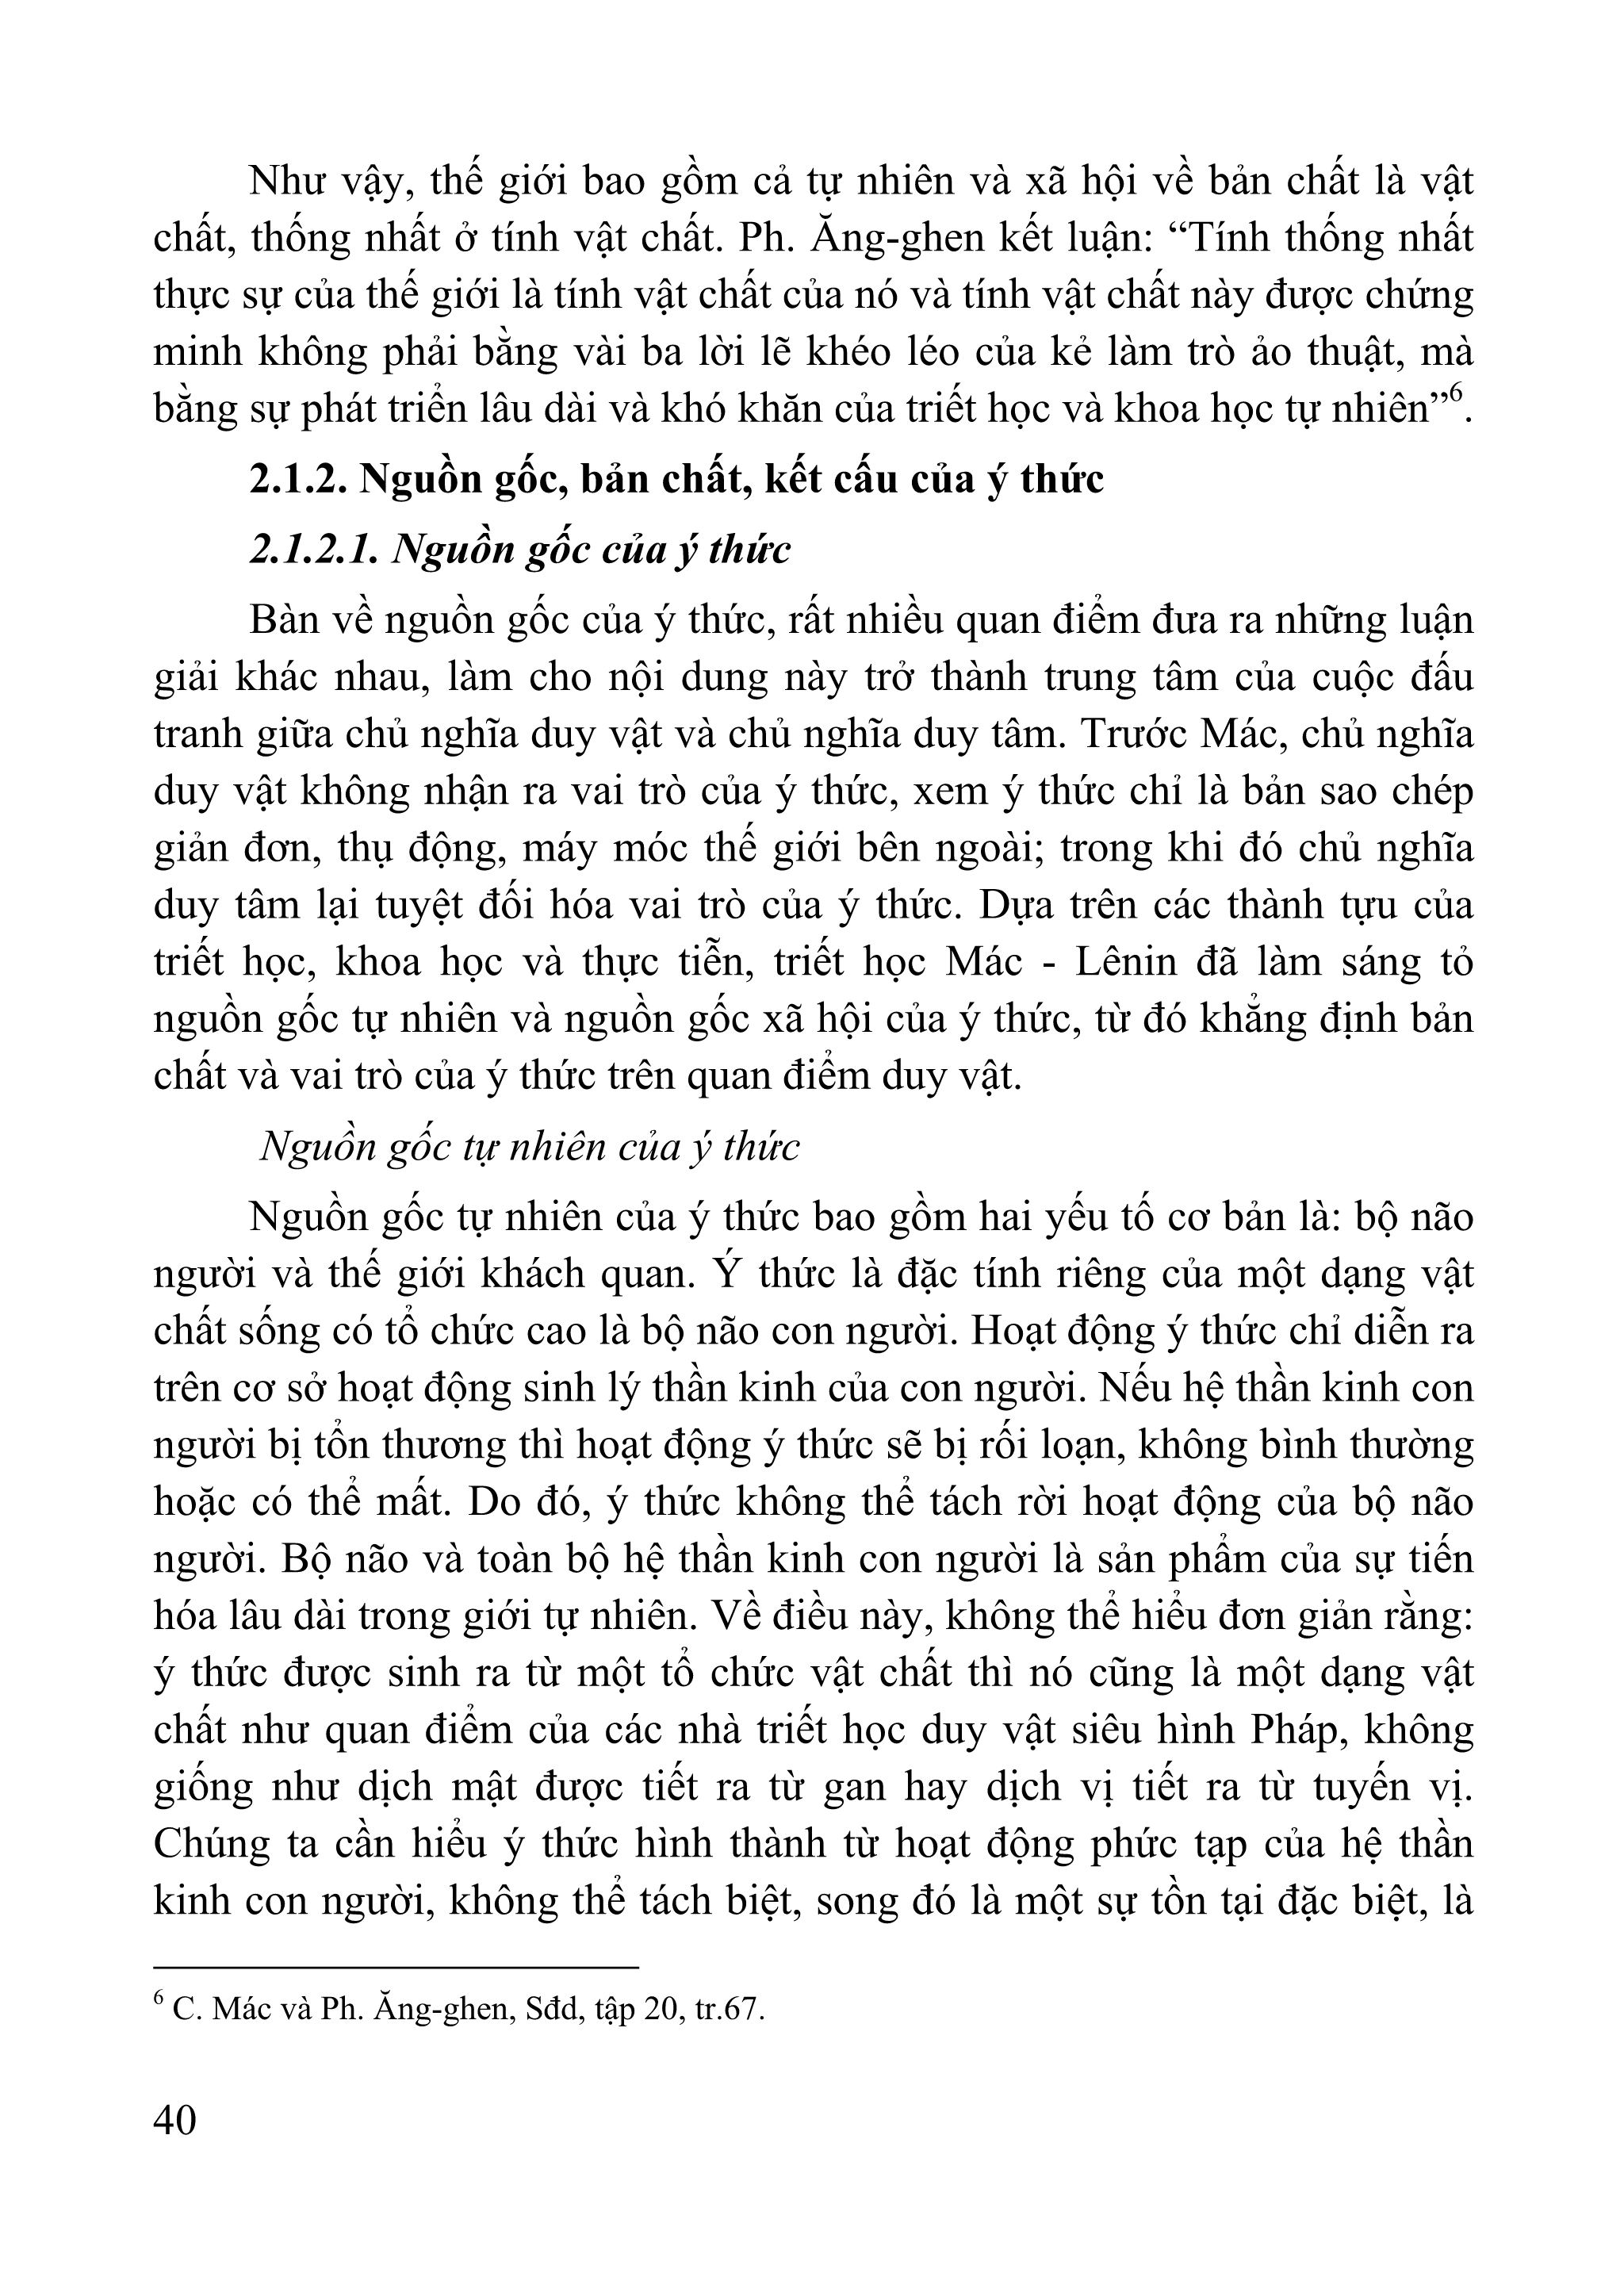 Như vậy, thế giới bao gồm cả tự nhiên và xã hội về bản chất là vật
chất, thống nhất ở tính vật chất. Ph. Ăng-ghen kết luận: “Tính thống nhất
thực sự của thế giới là tính vật chất của nó và tính vật chất này được chứng
minh không phải bằng vài ba lời lẽ khéo léo của kẻ làm trò ảo thuật, mà
bằng sự phát triển lâu dài và khó khăn của triết học và khoa học tự nhiên”6.
2.1.2. Nguồn gốc, bản chất, kết cấu của ý thức
2.1.2.1. Nguồn gốc của ý thức
Bàn về nguồn gốc của ý thức, rất nhiều quan điểm đưa ra những luận
giải khác nhau, làm cho nội dung này trở thành trung tâm của cuộc đấu
tranh giữa chủ nghĩa duy vật và chủ nghĩa duy tâm. Trước Mác, chủ nghĩa
duy vật không nhận ra vai trò của ý thức, xem ý thức chỉ là bản sao chép
giản đơn, thụ động, máy móc thế giới bên ngoài; trong khi đó chủ nghĩa
duy tâm lại tuyệt đối hóa vai trò của ý thức. Dựa trên các thành tựu của
triết học, khoa học và thực tiễn, triết học Mác - Lênin đã làm sáng tỏ
nguồn gốc tự nhiên và nguồn gốc xã hội của ý thức, từ đó khẳng định bản
chất và vai trò của ý thức trên quan điểm duy vật.
Nguồn gốc tự nhiên của ý thức
Nguồn gốc tự nhiên của ý thức bao gồm hai yếu tố cơ bản là: bộ não
người và thế giới khách quan. Ý thức là đặc tính riêng của một dạng vật
chất sống có tổ chức cao là bộ não con người. Hoạt động ý thức chỉ diễn ra
trên cơ sở hoạt động sinh lý thần kinh của con người. Nếu hệ thần kinh con
người bị tổn thương thì hoạt động ý thức sẽ bị rối loạn, không bình thường
hoặc có thể mất. Do đó, ý thức không thể tách rời hoạt động của bộ não
người. Bộ não và toàn bộ hệ thần kinh con người là sản phẩm của sự tiến
hóa lâu dài trong giới tự nhiên. Về điều này, không thể hiểu đơn giản rằng:
ý thức được sinh ra từ một tổ chức vật chất thì nó cũng là một dạng vật
chất như quan điểm của các nhà triết học duy vật siêu hình Pháp, không
giống như dịch mật được tiết ra từ gan hay dịch vị tiết ra từ tuyến vị.
Chúng ta cần hiểu ý thức hình thành từ hoạt động phức tạp của hệ thần
kinh con người, không thể tách biệt, song đó là một sự tồn tại đặc biệt, là
6 C. Mác và Ph. Ăng-ghen, Sđd, tập 20, tr.67.
40